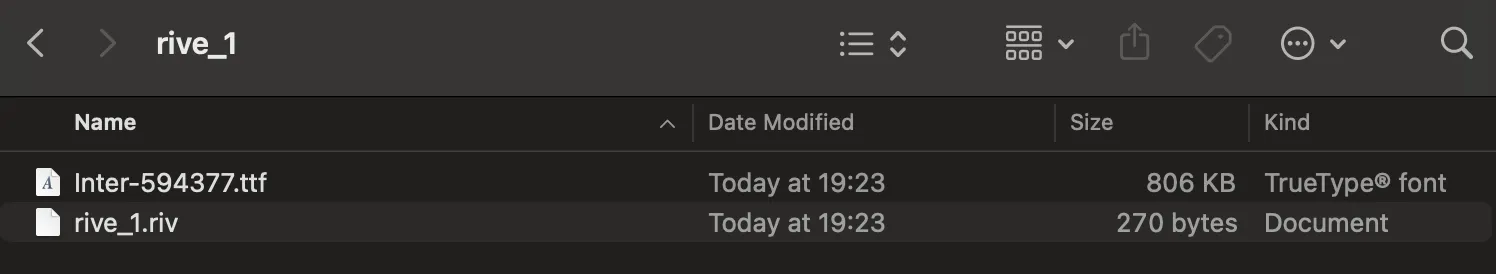 rive_1
Name Date Modified Size Kind
Inter-594377.ttf Today at 19:23 806 KB TrueType® font
rive_1.riv Today at 19:23 270 bytes Document